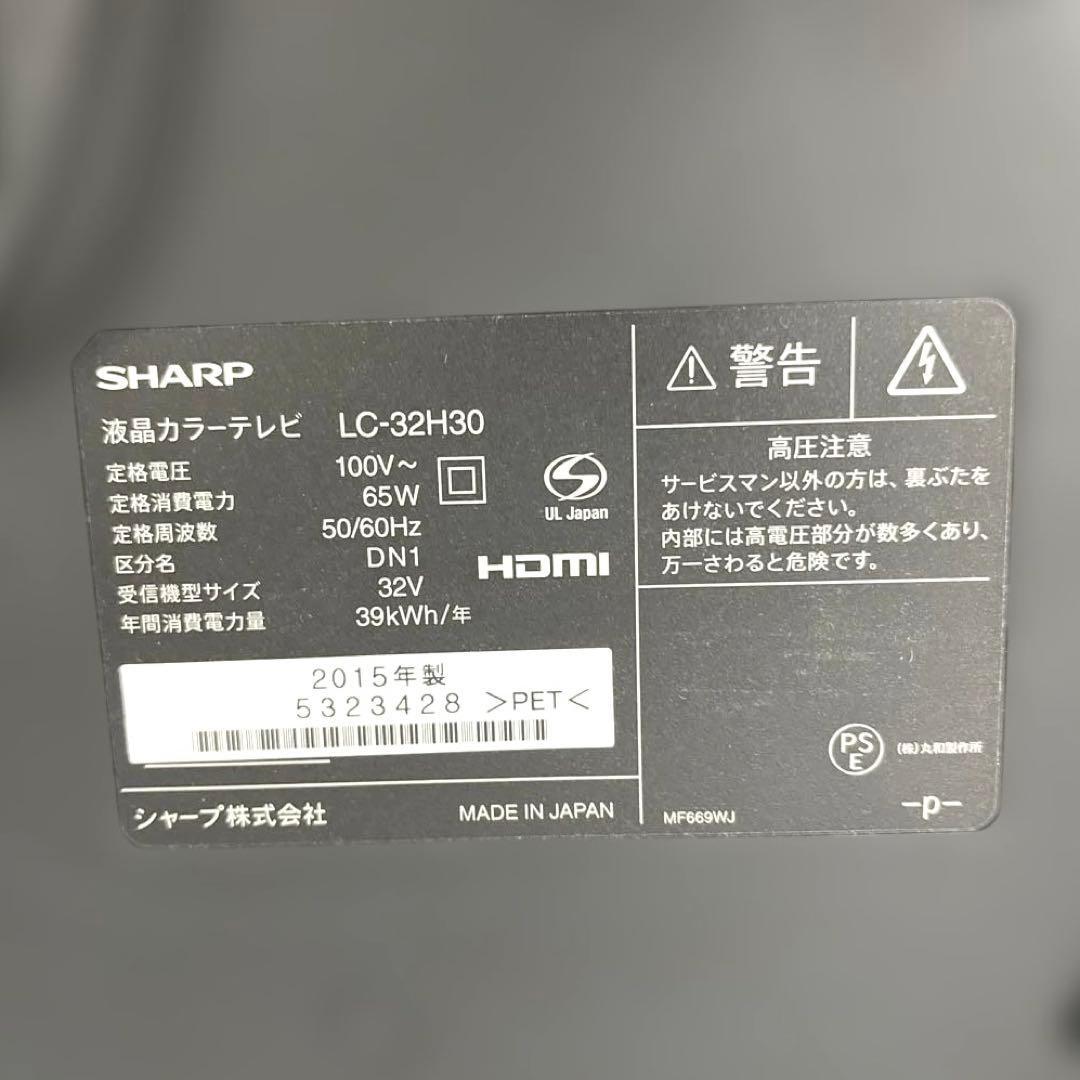 SHARP
液晶カラーテレビ LC-32H30
定格電圧 100V~
定格消費電力 65W
定格周波数 50/60Hz
区分名 DN1
受信機型サイズ 32V
年間消費電力量 39kWh/年
UL Japan
HDMI
2015年製
5323428 >PET<
シャープ株式会社 MADE IN JAPAN
警告
高圧注意
サービスマン以外の方は、裏ぶたを
あけないでください。
内部には高電圧部分が数多くあり、
万一さわると危険です。
PS
E
(株)丸和製作所
MF669WJ
-p-